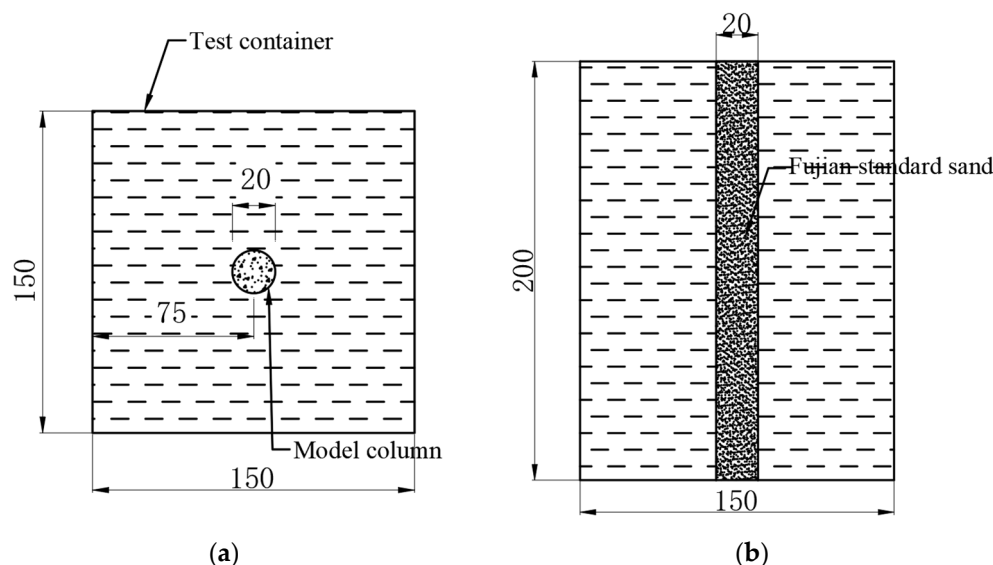 Test container
20
150
75
Model column
150
(a)
20
200
Fujian standard sand
150
(b)